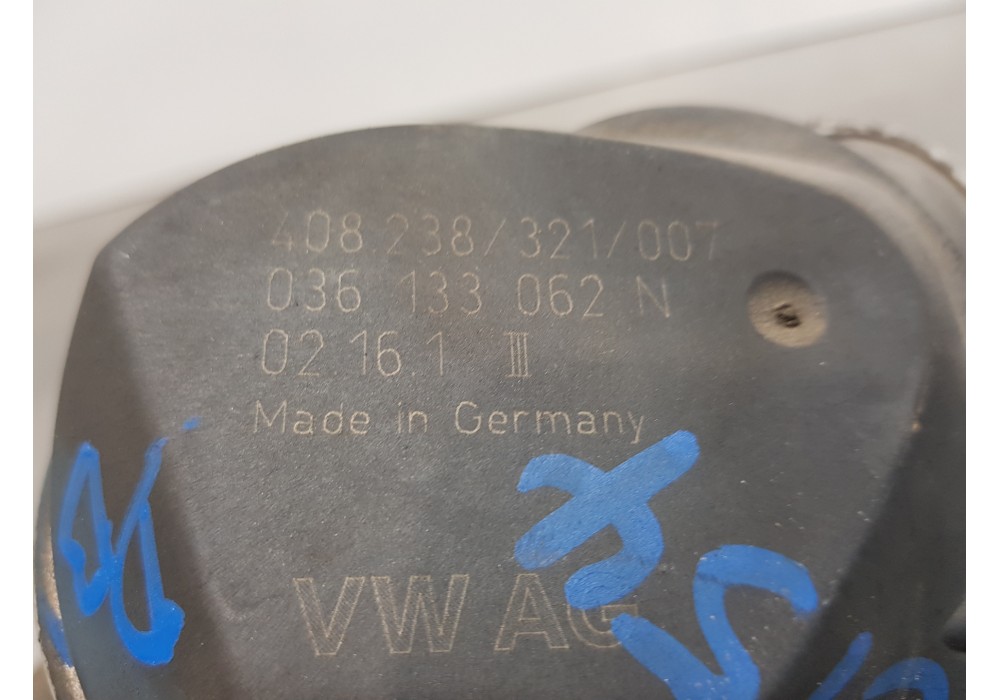 408 238/321/007
036 133 062 N
02 16.1 III
Made in Germany
VW AG